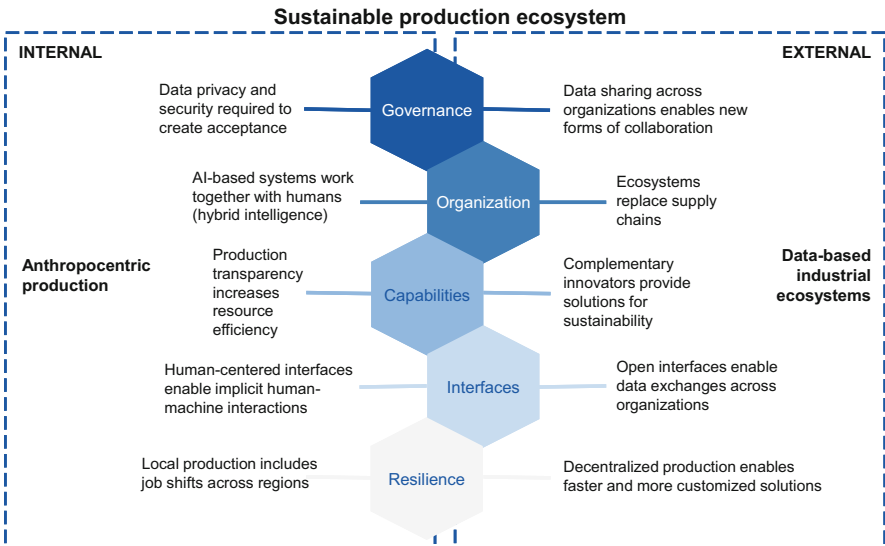 Sustainable production ecosystem
INTERNAL
EXTERNAL
Data privacy and
security required to
create acceptance
Governance
Data sharing across
organizations enables new
forms of collaboration
AI-based systems work
together with humans
(hybrid intelligence)
Organization
Ecosystems
replace supply
chains
Anthropocentric
production
Production
transparency
increases
resource
efficiency
Capabilities
Complementary
innovators provide
solutions for
sustainability
Data-based
industrial
ecosystems
Human-centered interfaces
enable implicit human-
machine interactions
Interfaces
Open interfaces enable
data exchanges across
organizations
Local production includes
job shifts across regions
Resilience
Decentralized production enables
faster and more customized solutions